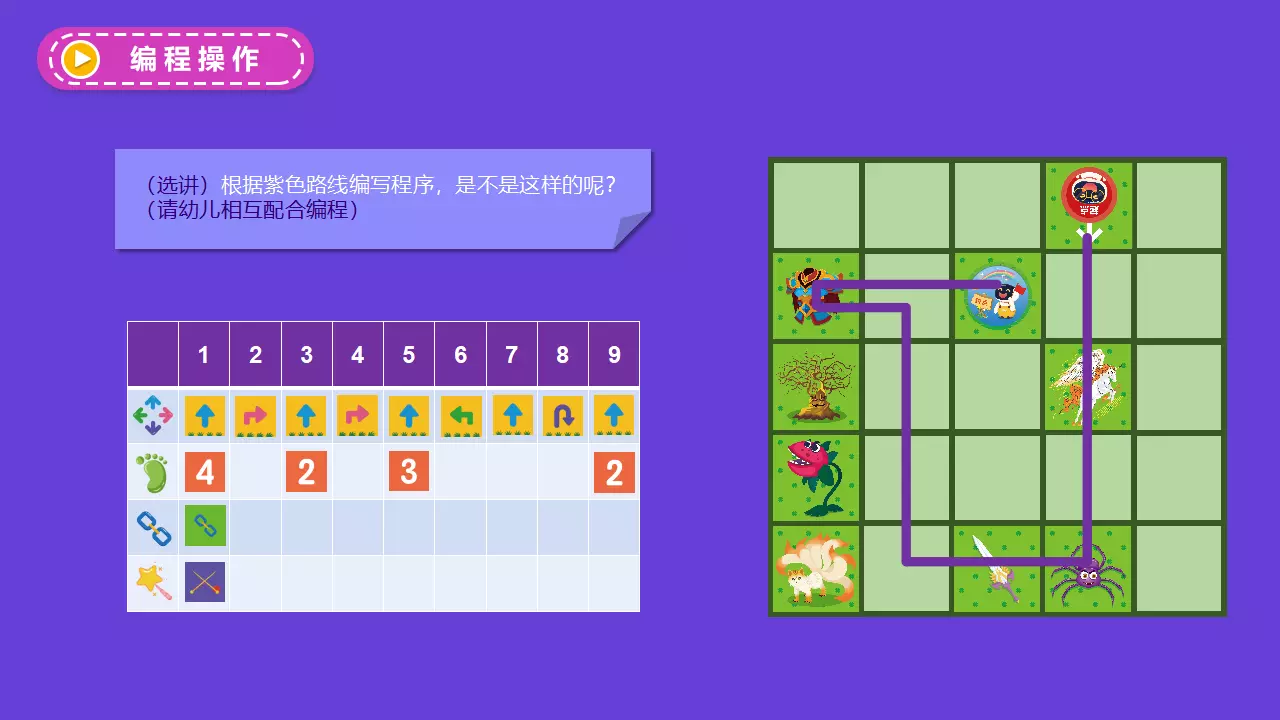 编程操作
（选讲）根据紫色路线编写程序，是不是这样的呢？
（请幼儿相互配合编程）
1 2 3 4 5 6 7 8 9
4 2 3 2
起点